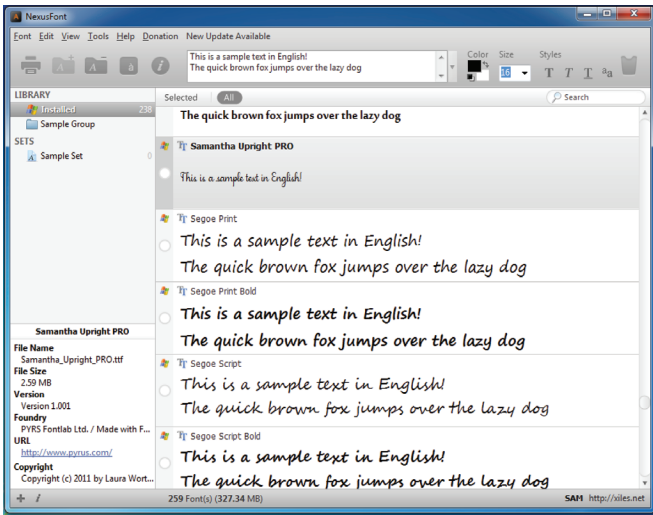 NexusFont
Font Edit View Tools Help Donation New Update Available
This is a sample text in English!
The quick brown fox jumps over the lazy dog
Color Size Styles
16 T T T aa
LIBRARY
Installed 238
Sample Group
SETS
Sample Set 0
Selected All Search
The quick brown fox jumps over the lazy dog
Samantha Upright PRO
This is a sample text in English!
Segoe Print
This is a sample text in English!
The quick brown fox jumps over the lazy dog
Segoe Print Bold
This is a sample text in English!
The quick brown fox jumps over the lazy dog
Segoe Script
This is a sample text in English!
The quick brown fox jumps over the lazy dog
Segoe Script Bold
This is a sample text in English!
The quick brown fox jumps over the lazy dog
Samantha Upright PRO
File Name
Samantha_Upright_PRO.ttf
File Size
2.59 MB
Version
Version 1.001
Foundry
PYRS Fontlab Ltd. / Made with F...
URL
http://www.pyrus.com/
Copyright
Copyright (c) 2011 by Laura Wort...
259 Font(s) (327.34 MB)
SAM http://xiles.net